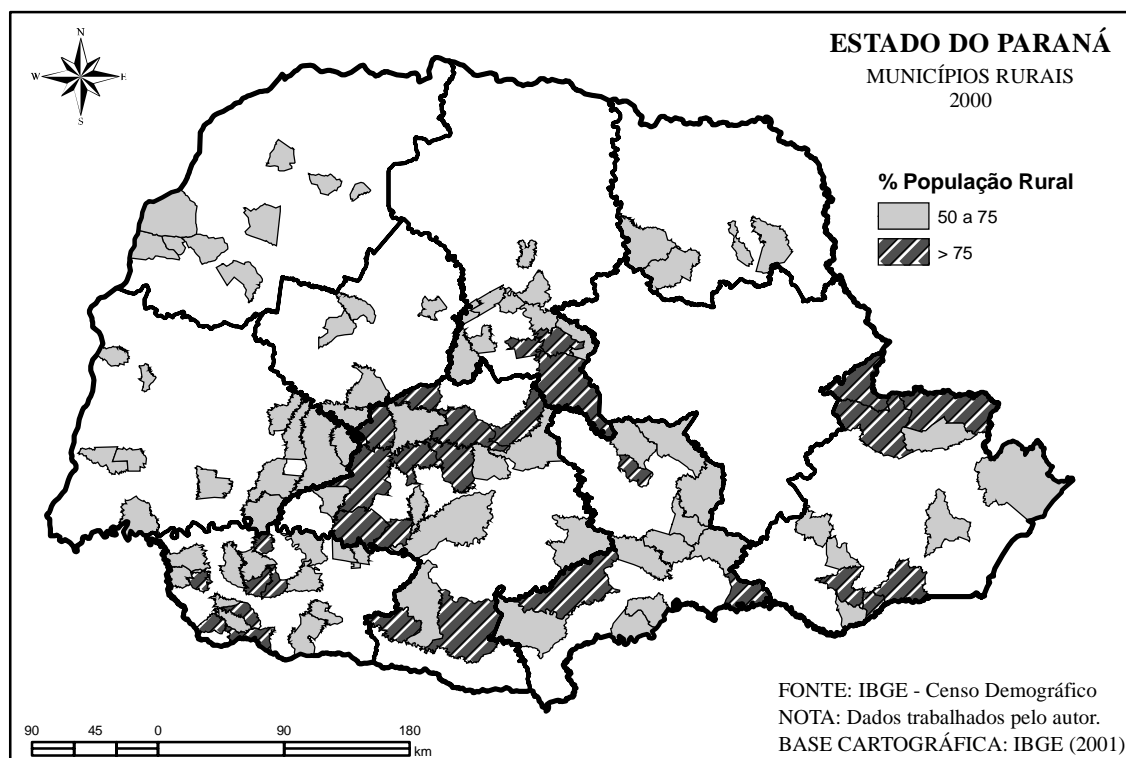 N
W
E
S
ESTADO DO PARANÁ
MUNICÍPIOS RURAIS
2000
% População Rural
50 a 75
> 75
FONTE: IBGE - Censo Demográfico
NOTA: Dados trabalhados pelo autor.
BASE CARTOGRÁFICA: IBGE (2001)
90 45 0 90 180
km